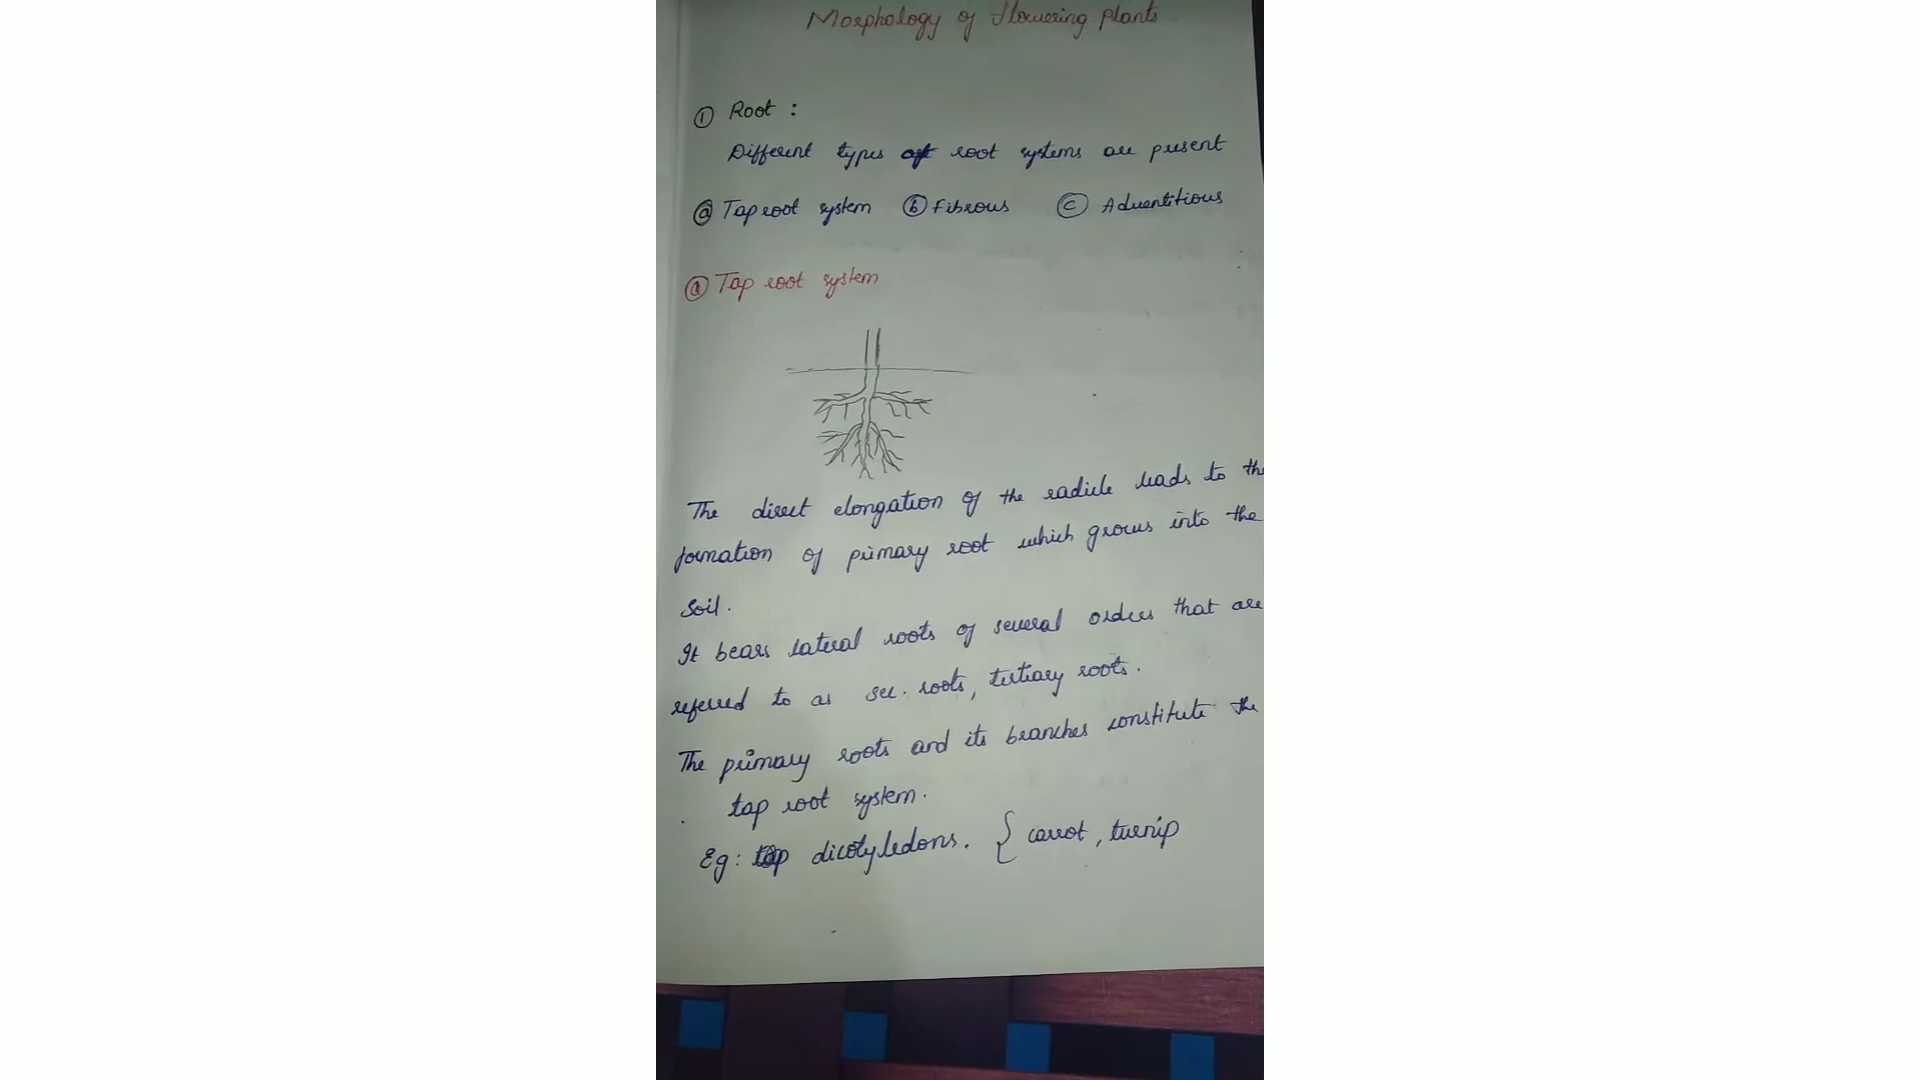 Morphology of flowering plants
① Root :
Different types of root systems are present
ⓐ Tap root system ⓑ Fibrous ⓒ Adventitious
ⓐ Tap root system
The direct elongation of the radicle leads to th
formation of primary root which grows into the
soil.
It bears lateral roots of several orders that are
referred to as sec. roots, tertiary roots.
The primary roots and its branches constitute the
tap root system.
Eg: dicotyledons. { carrot, turnip